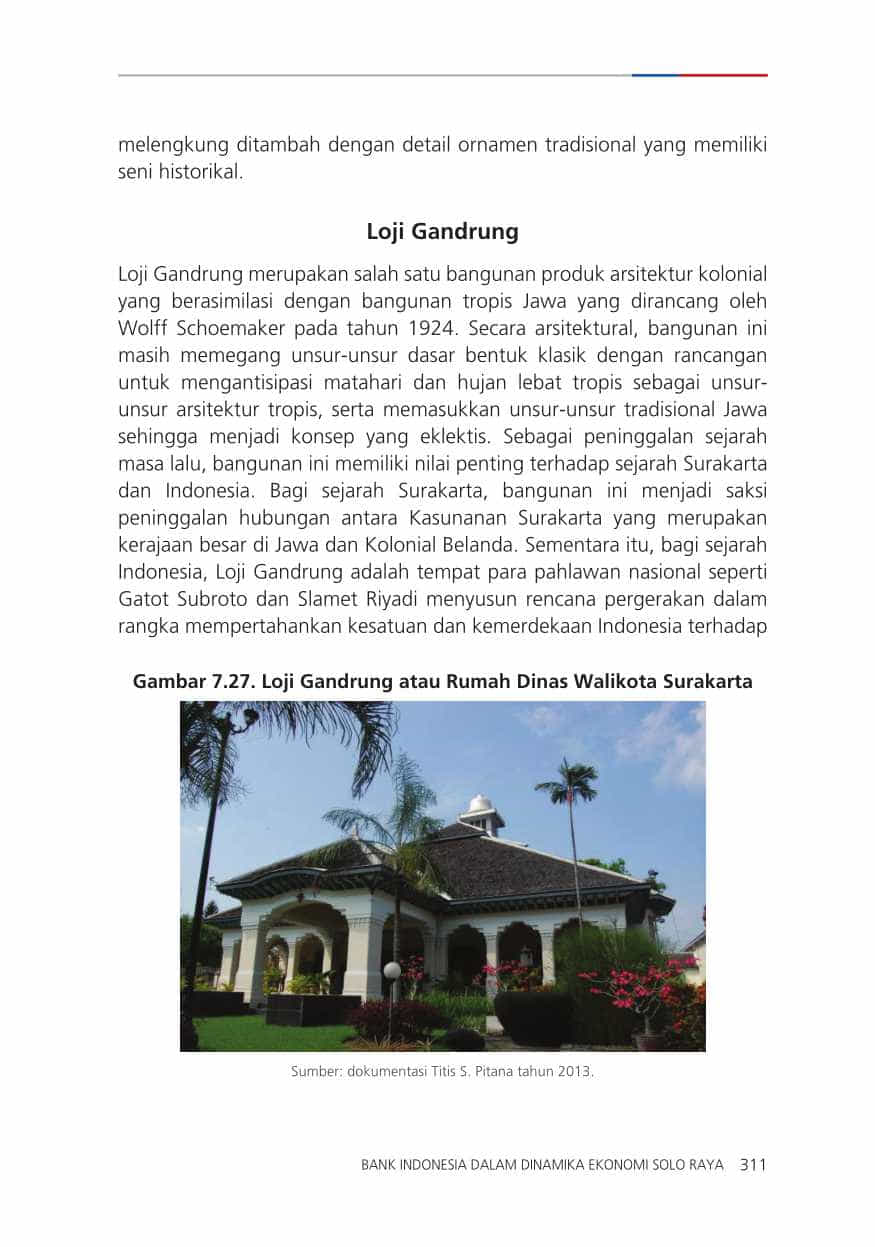 melengkung ditambah dengan detail ornamen tradisional yang memiliki
seni historikal.
Loji Gandrung
Loji Gandrung merupakan salah satu bangunan produk arsitektur kolonial
yang berasimilasi dengan bangunan tropis Jawa yang dirancang oleh
Wolff Schoemaker pada tahun 1924. Secara arsitektural, bangunan ini
masih memegang unsur-unsur dasar bentuk klasik dengan rancangan
untuk mengantisipasi matahari dan hujan lebat tropis sebagai unsur-
unsur arsitektur tropis, serta memasukkan unsur-unsur tradisional Jawa
sehingga menjadi konsep yang eklektis. Sebagai peninggalan sejarah
masa lalu, bangunan ini memiliki nilai penting terhadap sejarah Surakarta
dan Indonesia. Bagi sejarah Surakarta, bangunan ini menjadi saksi
peninggalan hubungan antara Kasunanan Surakarta yang merupakan
kerajaan besar di Jawa dan Kolonial Belanda. Sementara itu, bagi sejarah
Indonesia, Loji Gandrung adalah tempat para pahlawan nasional seperti
Gatot Subroto dan Slamet Riyadi menyusun rencana pergerakan dalam
rangka mempertahankan kesatuan dan kemerdekaan Indonesia terhadap
Gambar 7.27. Loji Gandrung atau Rumah Dinas Walikota Surakarta
Sumber: dokumentasi Titis S. Pitana tahun 2013.
BANK INDONESIA DALAM DINAMIKA EKONOMI SOLO RAYA 311